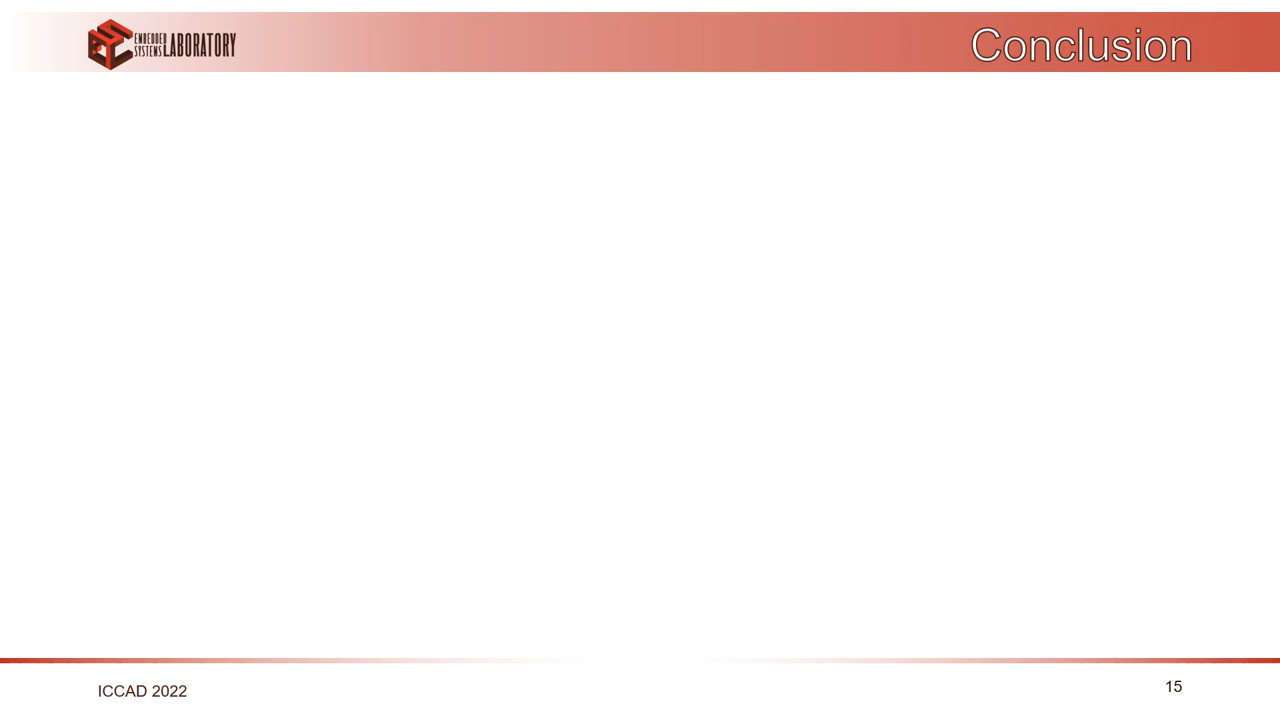 EMBEDDED
SYSTEMS LABORATORY
Conclusion
ICCAD 2022
15